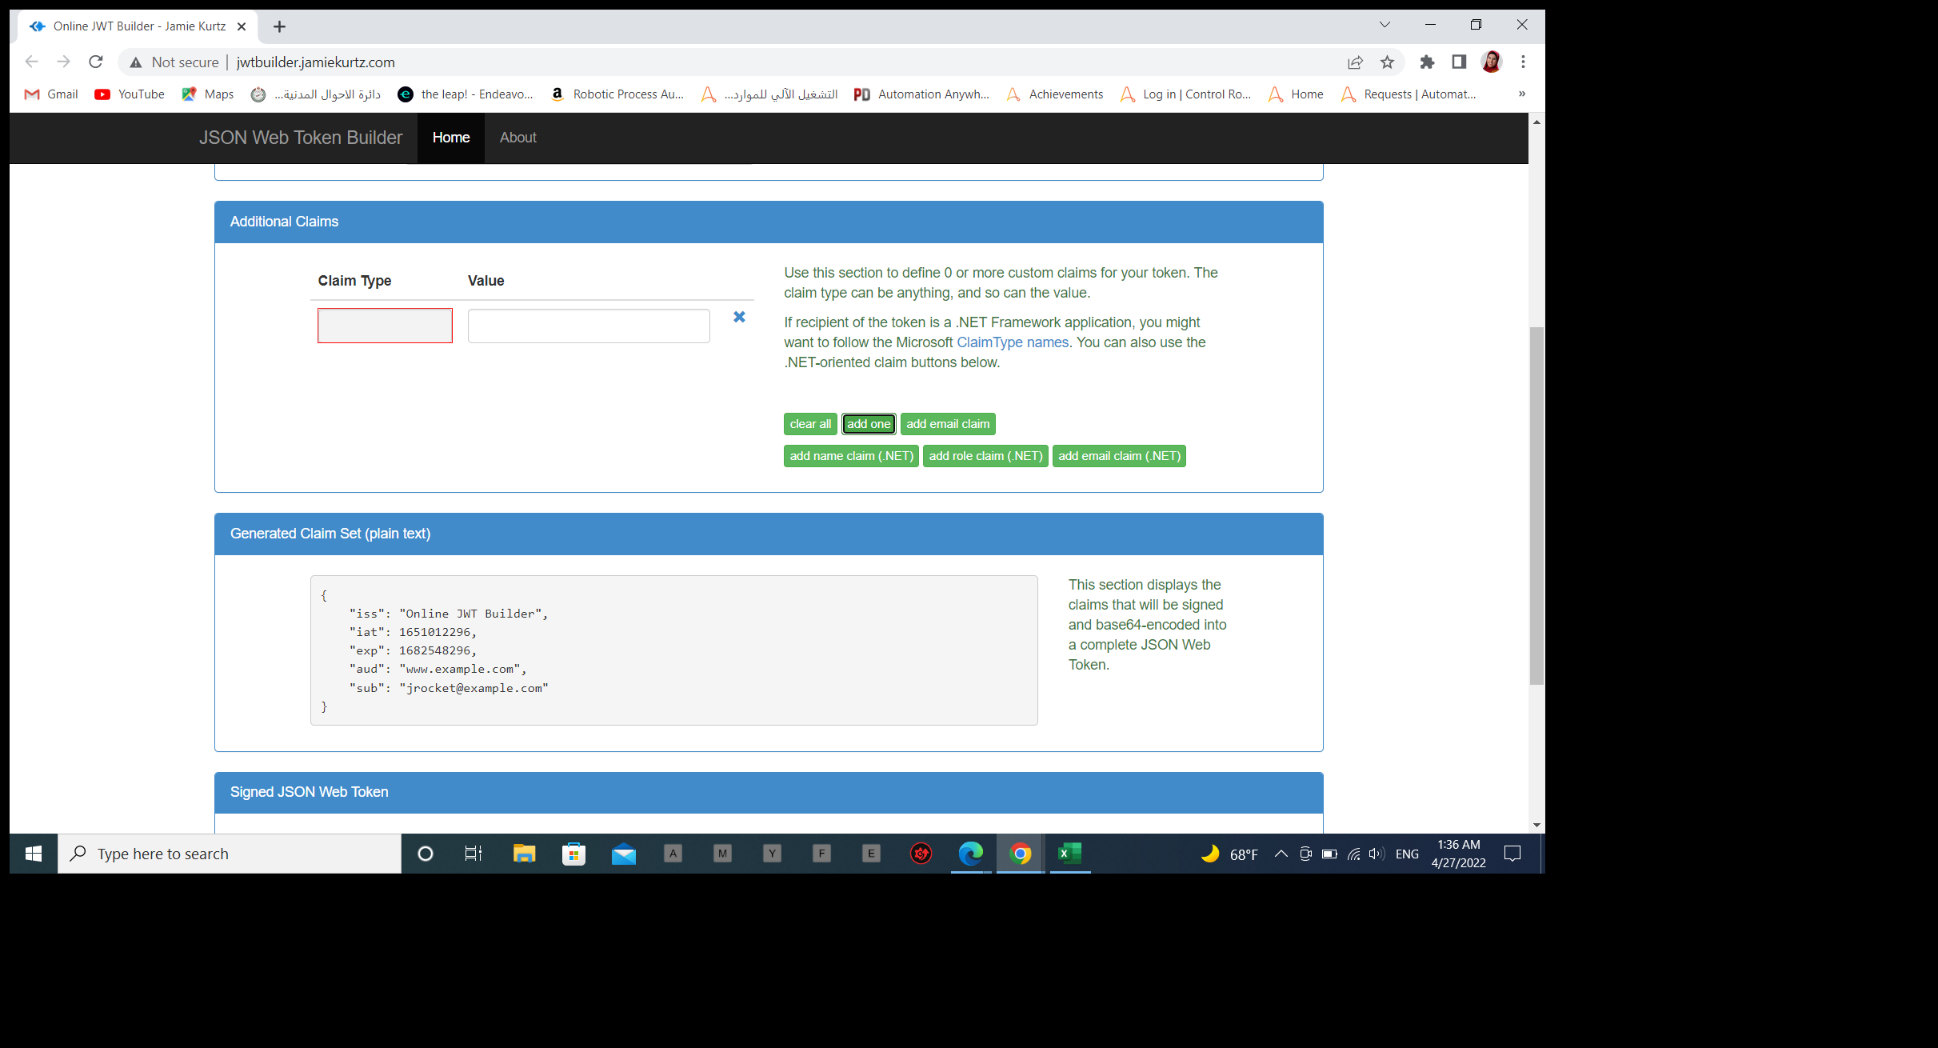 Online JWT Builder - Jamie Kurtz
Not secure | jwtbuilder.jamiekurtz.com
Gmail
YouTube
Maps
دائرة الاحوال المدنية...
the leap! - Endeavo...
Robotic Process Au...
التشغيل الآلي للموارد...
Automation Anywh...
Achievements
Log in | Control Ro...
Home
Requests | Automat...
»
JSON Web Token Builder
Home
About
Additional Claims
Claim Type
Value
Use this section to define 0 or more custom claims for your token. The
claim type can be anything, and so can the value.
If recipient of the token is a .NET Framework application, you might
want to follow the Microsoft ClaimType names. You can also use the
.NET-oriented claim buttons below.
clear all
add one
add email claim
add name claim (.NET)
add role claim (.NET)
add email claim (.NET)
Generated Claim Set (plain text)
{
"iss": "Online JWT Builder",
"iat": 1651012296,
"exp": 1682548296,
"aud": "www.example.com",
"sub": "jrocket@example.com"
}
This section displays the
claims that will be signed
and base64-encoded into
a complete JSON Web
Token.
Signed JSON Web Token
Type here to search
A
M
Y
F
E
68°F
ENG
1:36 AM
4/27/2022